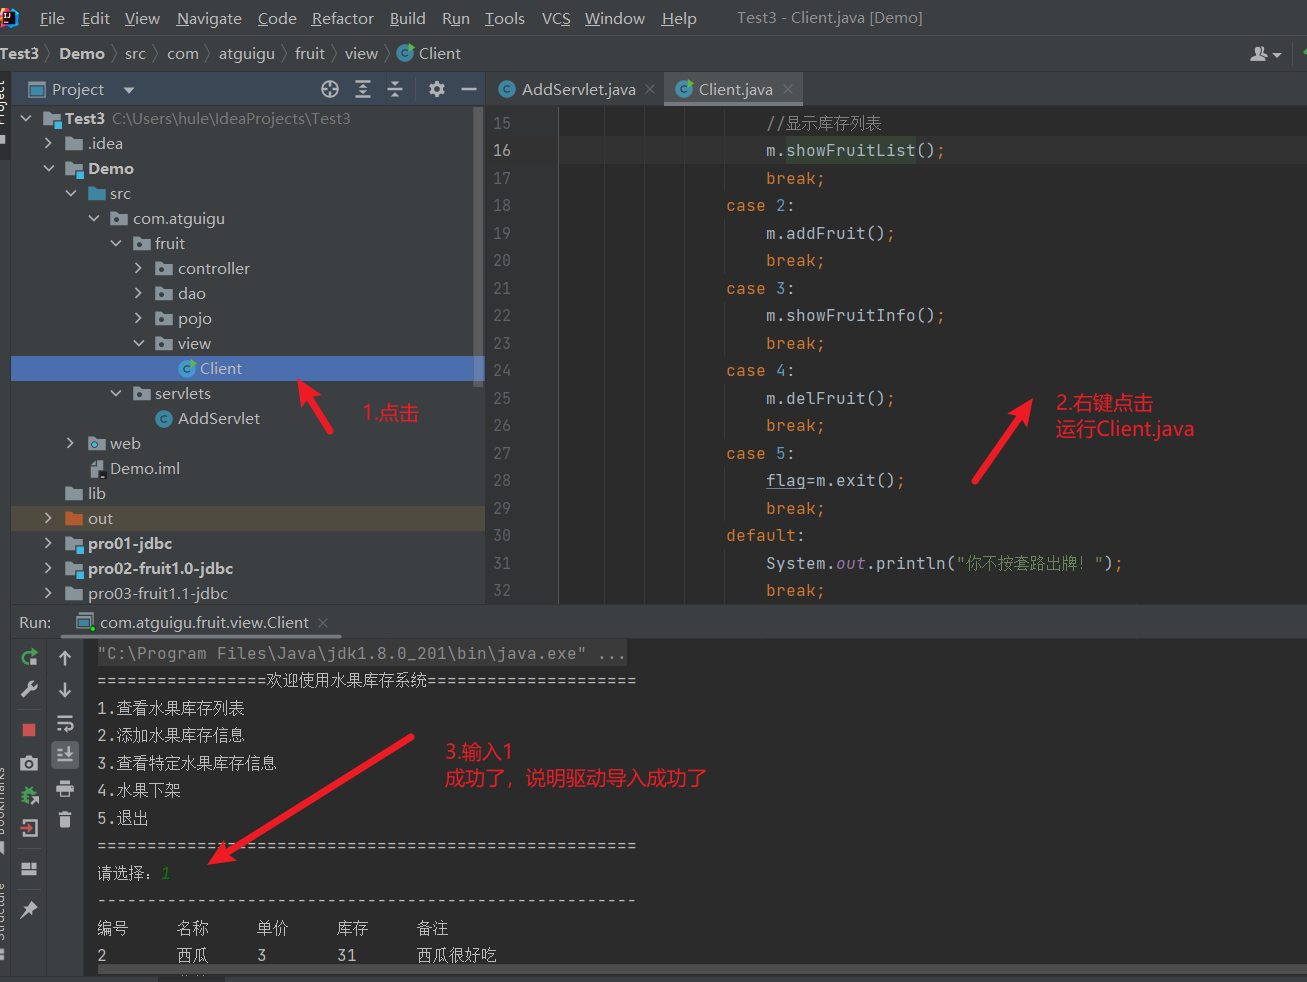 File Edit View Navigate Code Refactor Build Run Tools VCS Window Help Test3 - Client.java [Demo]
Test3 Demo src com atguigu fruit view Client
Project
AddServlet.java Client.java
Test3 C:\Users\hule\IdeaProjects\Test3
.idea
Demo
src
com.atguigu
fruit
controller
dao
pojo
view
Client
servlets
AddServlet
web
Demo.iml
lib
out
pro01-jdbc
pro02-fruit1.0-jdbc
pro03-fruit1.1-jdbc
1.点击
15 //显示库存列表
16 m.showFruitList();
17 break;
18 case 2:
19 m.addFruit();
20 break;
21 case 3:
22 m.showFruitInfo();
23 break;
24 case 4:
25 m.delFruit();
26 break;
27 case 5:
28 flag=m.exit();
29 break;
30 default:
31 System.out.println("你不按套路出牌！");
32 break;
2.右键点击
运行Client.java
Run: com.atguigu.fruit.view.Client
"C:\Program Files\Java\jdk1.8.0_201\bin\java.exe" ...
=================欢迎使用水果库存系统=====================
1.查看水果库存列表
2.添加水果库存信息
3.查看特定水果库存信息
4.水果下架
5.退出
======================================================
请选择：1
------------------------------------------------------
编号 名称 单价 库存 备注
2 西瓜 3 31 西瓜很好吃
3.输入1
成功了，说明驱动导入成功了